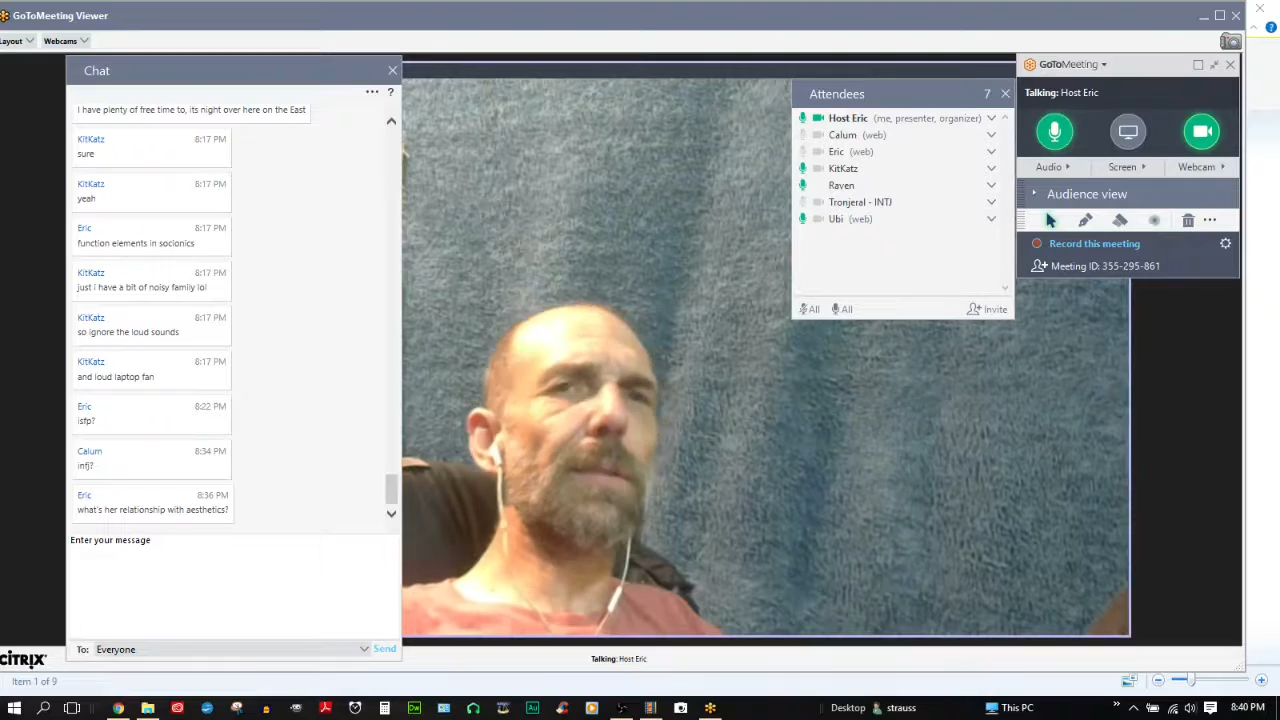 GoToMeeting Viewer
Layout
Webcams
Chat
?
I have plenty of free time to, its night over here on the East
KitKatz 8:17 PM
sure
KitKatz 8:17 PM
yeah
Eric 8:17 PM
function elements in socionics
KitKatz 8:17 PM
just i have a bit of noisy family lol
KitKatz 8:17 PM
so ignore the loud sounds
KitKatz 8:17 PM
and loud laptop fan
Eric 8:22 PM
isfp?
Calum 8:34 PM
infj?
Eric 8:36 PM
what's her relationship with aesthetics?
Enter your message
To: Everyone Send
Attendees 7
Host Eric (me, presenter, organizer)
Calum (web)
Eric (web)
KitKatz
Raven
Tronjeral - INTJ
Ubi (web)
All All Invite
GoToMeeting
Talking: Host Eric
Audio Screen Webcam
Audience view
Record this meeting
Meeting ID: 355-295-861
CITRIX
Talking: Host Eric
Item 1 of 9
Dw
Au
Desktop strauss This PC 8:40 PM